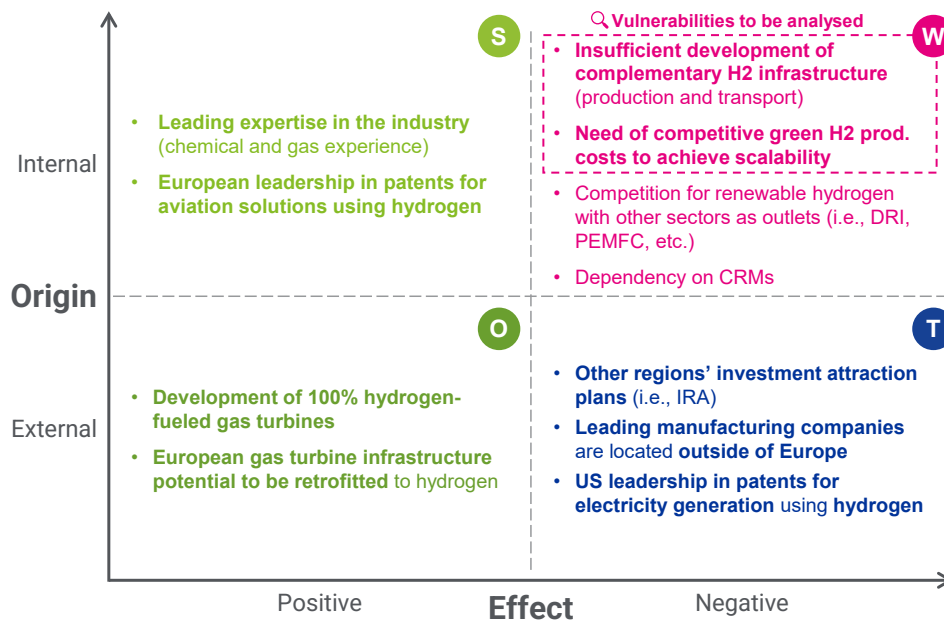 Vulnerabilities to be analysed
S
W
• Insufficient development of
complementary H2 infrastructure
(production and transport)
• Need of competitive green H2 prod.
costs to achieve scalability
• Competition for renewable hydrogen
with other sectors as outlets (i.e., DRI,
PEMFC, etc.)
• Dependency on CRMs
• Leading expertise in the industry
(chemical and gas experience)
• European leadership in patents for
aviation solutions using hydrogen
Internal
Origin
External
O
T
• Development of 100% hydrogen-
fueled gas turbines
• European gas turbine infrastructure
potential to be retrofitted to hydrogen
• Other regions’ investment attraction
plans (i.e., IRA)
• Leading manufacturing companies
are located outside of Europe
• US leadership in patents for
electricity generation using hydrogen
Positive
Effect
Negative